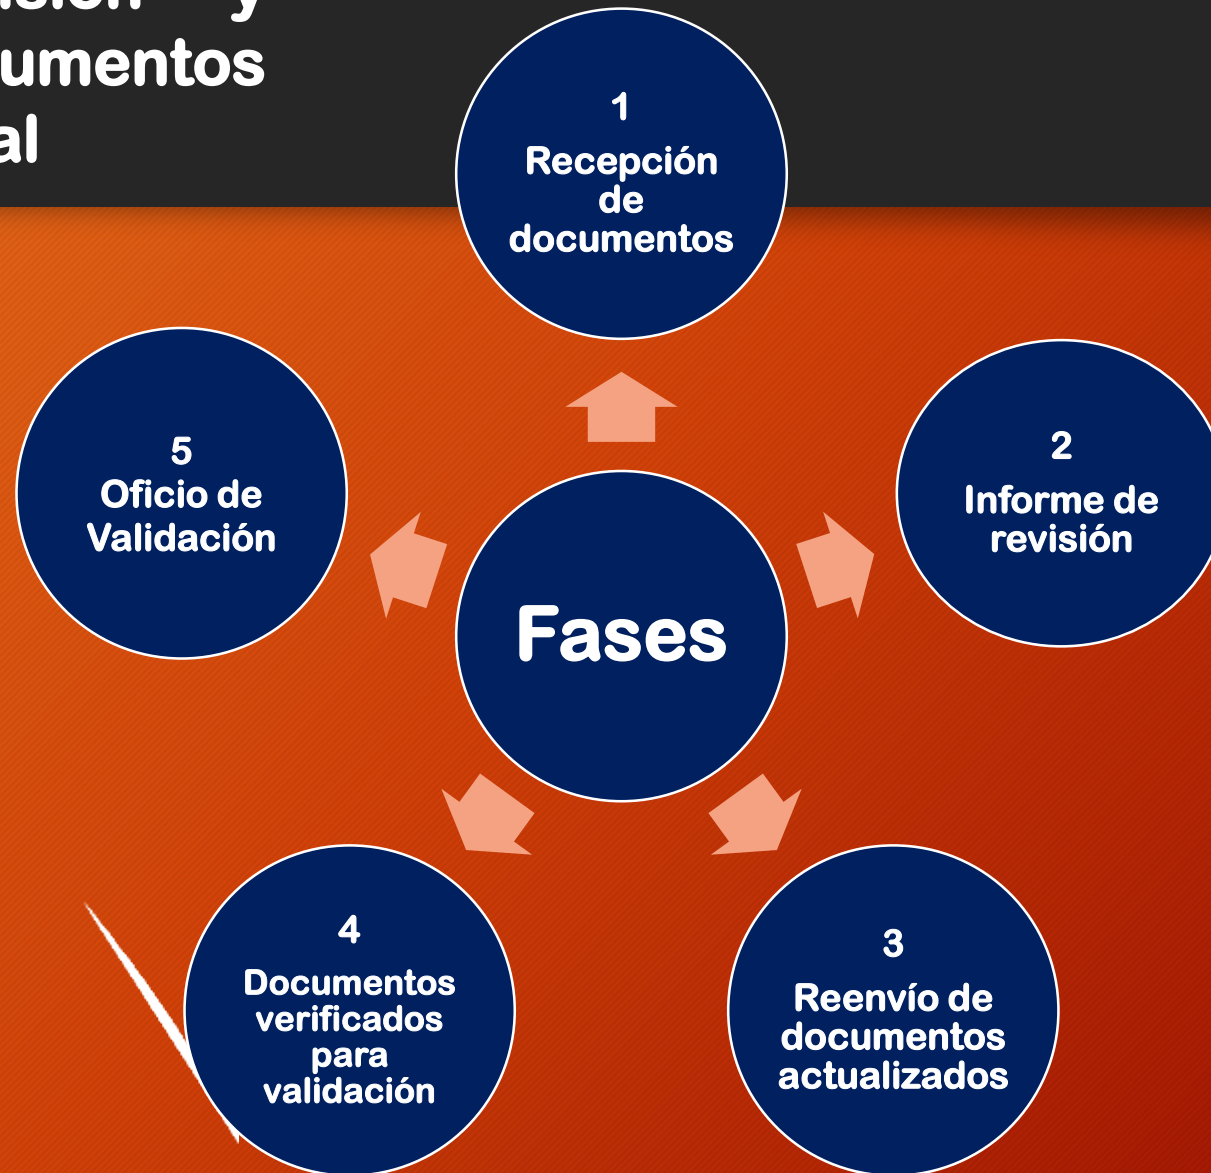 y
al
1
Recepción
de
documentos
5
Oficio de
Validación
2
Informe de
revisión
Fases
4
Documentos
verificados
para
validación
3
Reenvío de
documentos
actualizados